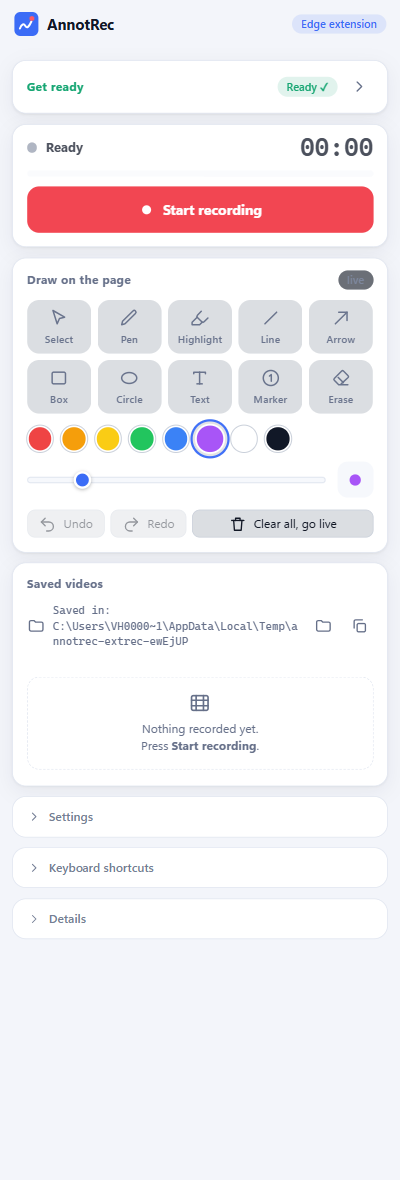 AnnotRec
Edge extension
Get ready
Ready ✓
Ready
00:00
Start recording
Draw on the page
live
Select
Pen
Highlight
Line
Arrow
Box
Circle
Text
1
Marker
Erase
Undo
Redo
Clear all, go live
Saved videos
Saved in:
C:\Users\VH0000~1\AppData\Local\Temp\a
nnotrec-extrec-ewEjUP
Nothing recorded yet.
Press Start recording.
Settings
Keyboard shortcuts
Details